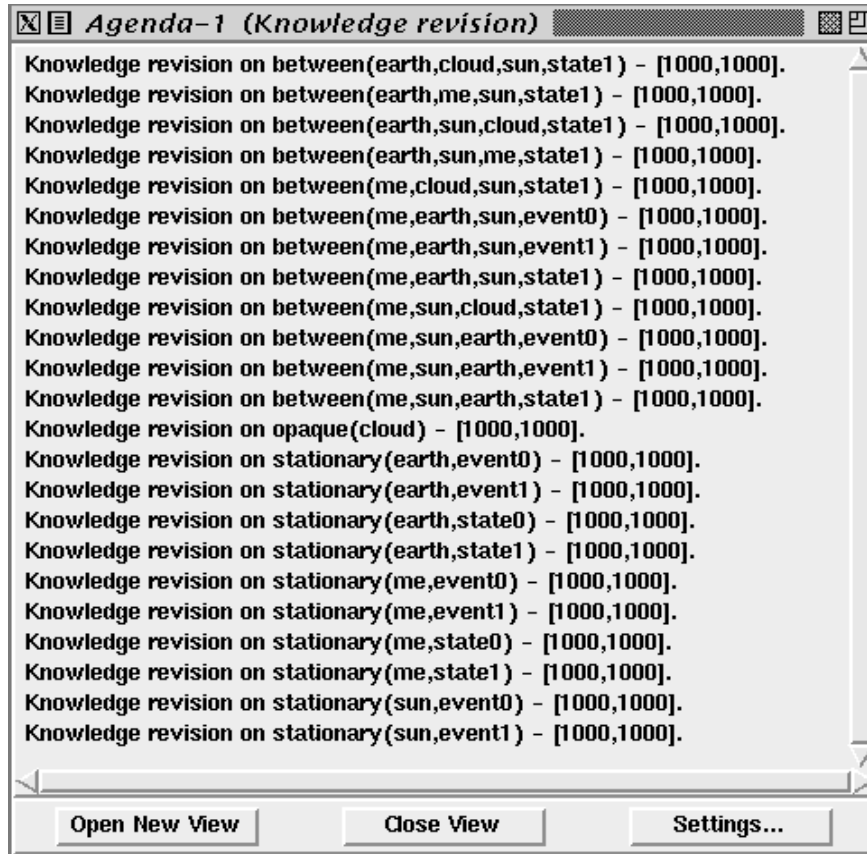 Agenda-1 (Knowledge revision)
Knowledge revision on between(earth,cloud,sun,state1) - [1000,1000].
Knowledge revision on between(earth,me,sun,state1) - [1000,1000].
Knowledge revision on between(earth,sun,cloud,state1) - [1000,1000].
Knowledge revision on between(earth,sun,me,state1) - [1000,1000].
Knowledge revision on between(me,cloud,sun,state1) - [1000,1000].
Knowledge revision on between(me,earth,sun,event0) - [1000,1000].
Knowledge revision on between(me,earth,sun,event1) - [1000,1000].
Knowledge revision on between(me,earth,sun,state1) - [1000,1000].
Knowledge revision on between(me,sun,cloud,state1) - [1000,1000].
Knowledge revision on between(me,sun,earth,event0) - [1000,1000].
Knowledge revision on between(me,sun,earth,event1) - [1000,1000].
Knowledge revision on between(me,sun,earth,state1) - [1000,1000].
Knowledge revision on opaque(cloud) - [1000,1000].
Knowledge revision on stationary(earth,event0) - [1000,1000].
Knowledge revision on stationary(earth,event1) - [1000,1000].
Knowledge revision on stationary(earth,state0) - [1000,1000].
Knowledge revision on stationary(earth,state1) - [1000,1000].
Knowledge revision on stationary(me,event0) - [1000,1000].
Knowledge revision on stationary(me,event1) - [1000,1000].
Knowledge revision on stationary(me,state0) - [1000,1000].
Knowledge revision on stationary(me,state1) - [1000,1000].
Knowledge revision on stationary(sun,event0) - [1000,1000].
Knowledge revision on stationary(sun,event1) - [1000,1000].
Open New View Close View Settings...